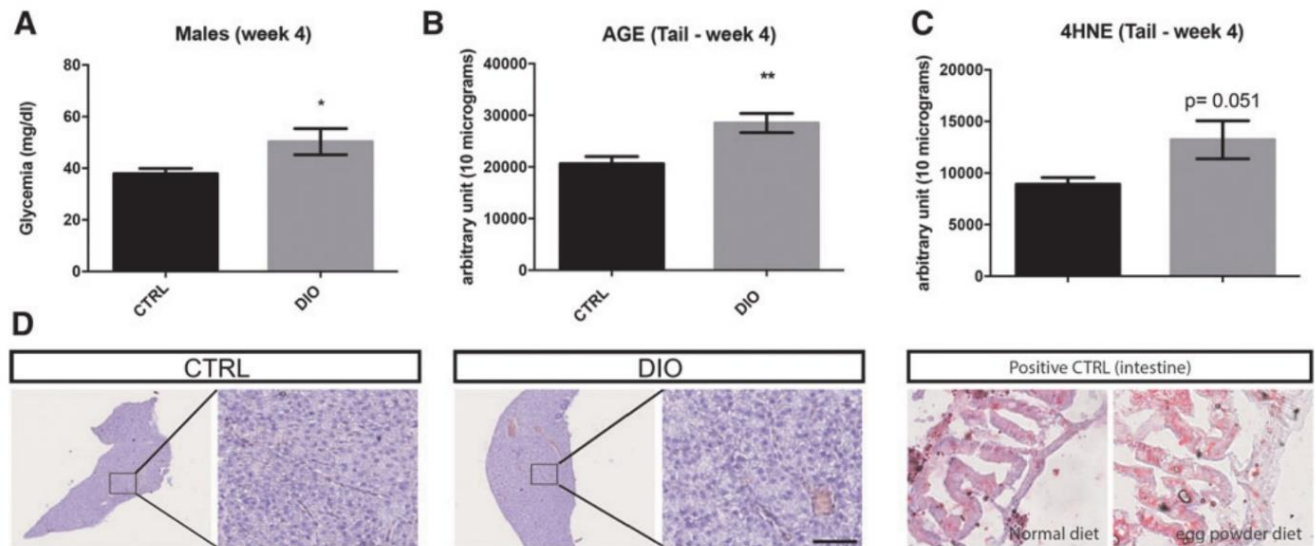 A
Males (week 4)
Glycemia (mg/dl)
80
60
40
20
0
*
CTRL
DIO
B
AGE (Tail - week 4)
arbitrary unit (10 micrograms)
40000
30000
20000
10000
0
**
CTRL
DIO
C
4HNE (Tail - week 4)
arbitrary unit (10 micrograms)
20000
15000
10000
5000
0
p= 0.051
D
CTRL
DIO
Positive CTRL (intestine)
Normal diet
egg powder diet